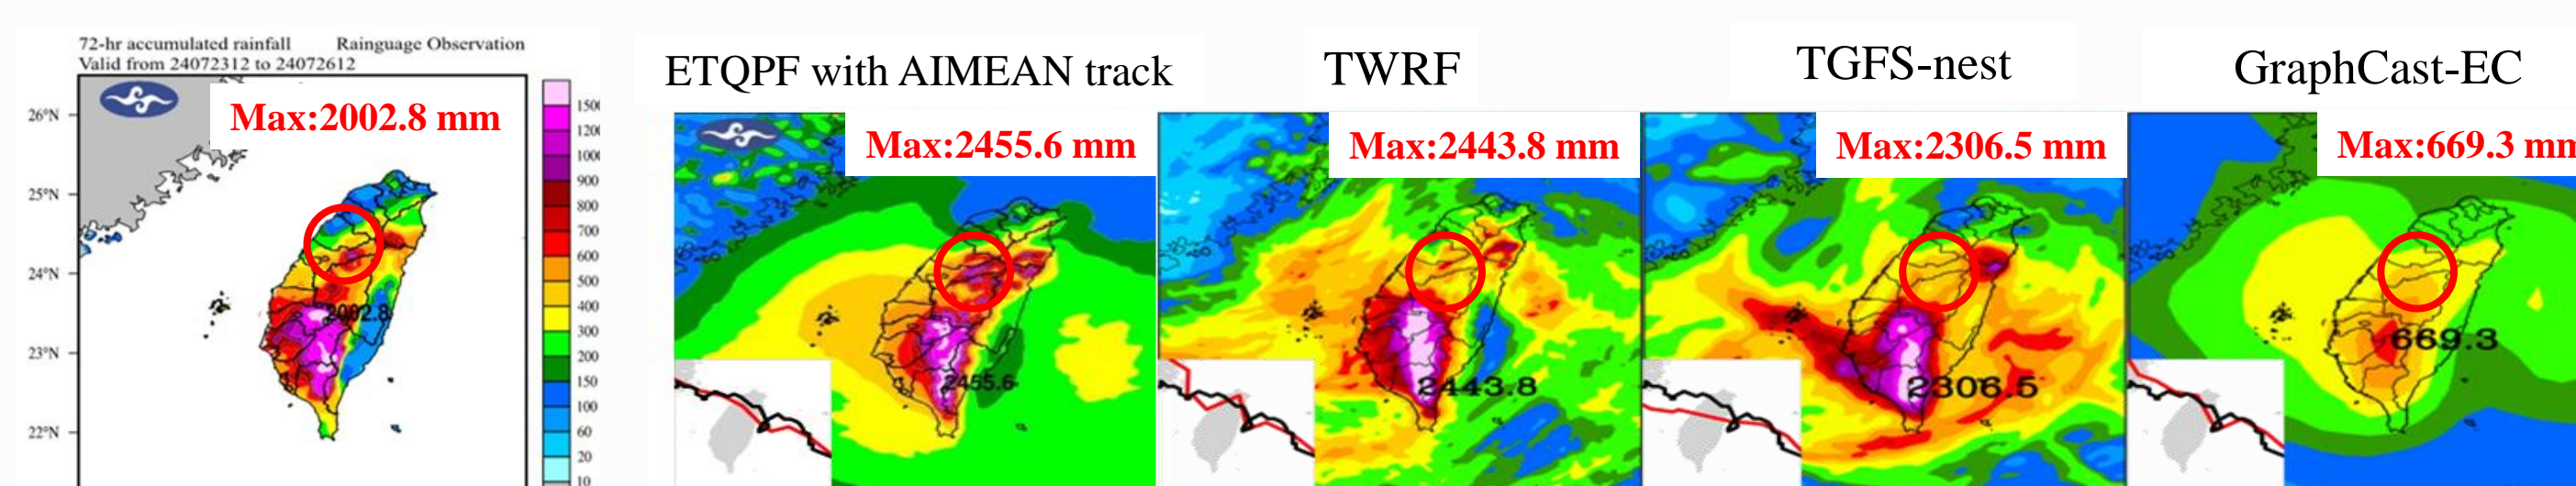 72-hr accumulated rainfall Rainguage Observation
Valid from 24072312 to 24072612
Max:2002.8 mm
26°N
25°N
24°N
23°N
22°N
2002.8
900
800
700
600
500
400
300
200
150
100
60
20
10
ETQPF with AIMEAN track
Max:2455.6 mm
2455.6
TWRF
Max:2443.8 mm
2443.8
TGFS-nest
Max:2306.5 mm
2306.5
GraphCast-EC
Max:669.3 mm
669.3